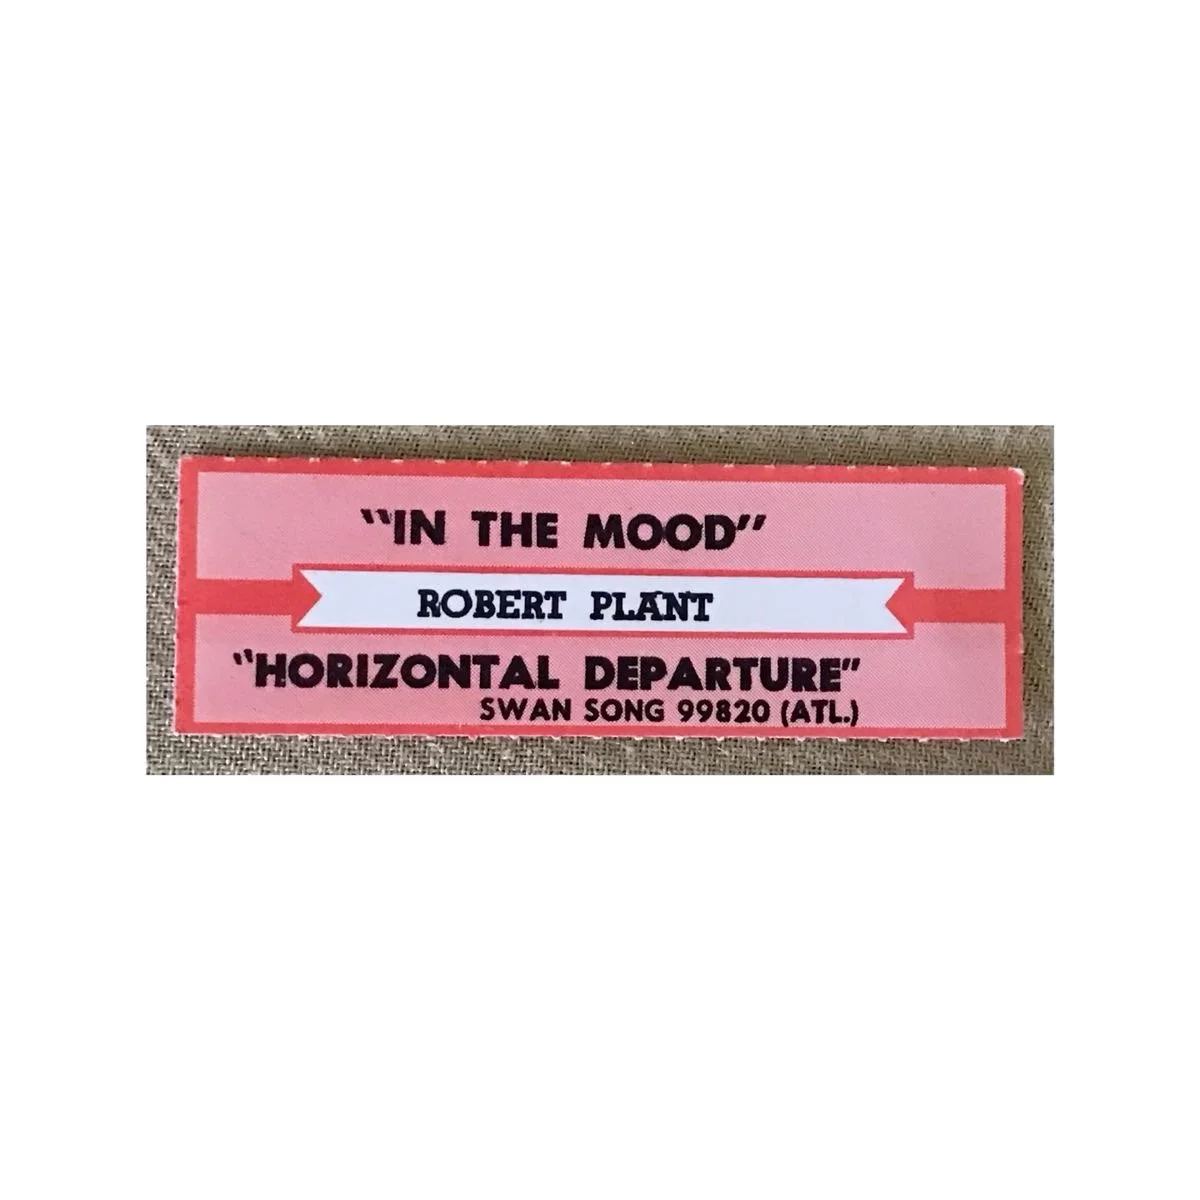 "IN THE MOOD"
ROBERT PLANT
"HORIZONTAL DEPARTURE"
SWAN SONG 99820 (ATL.)